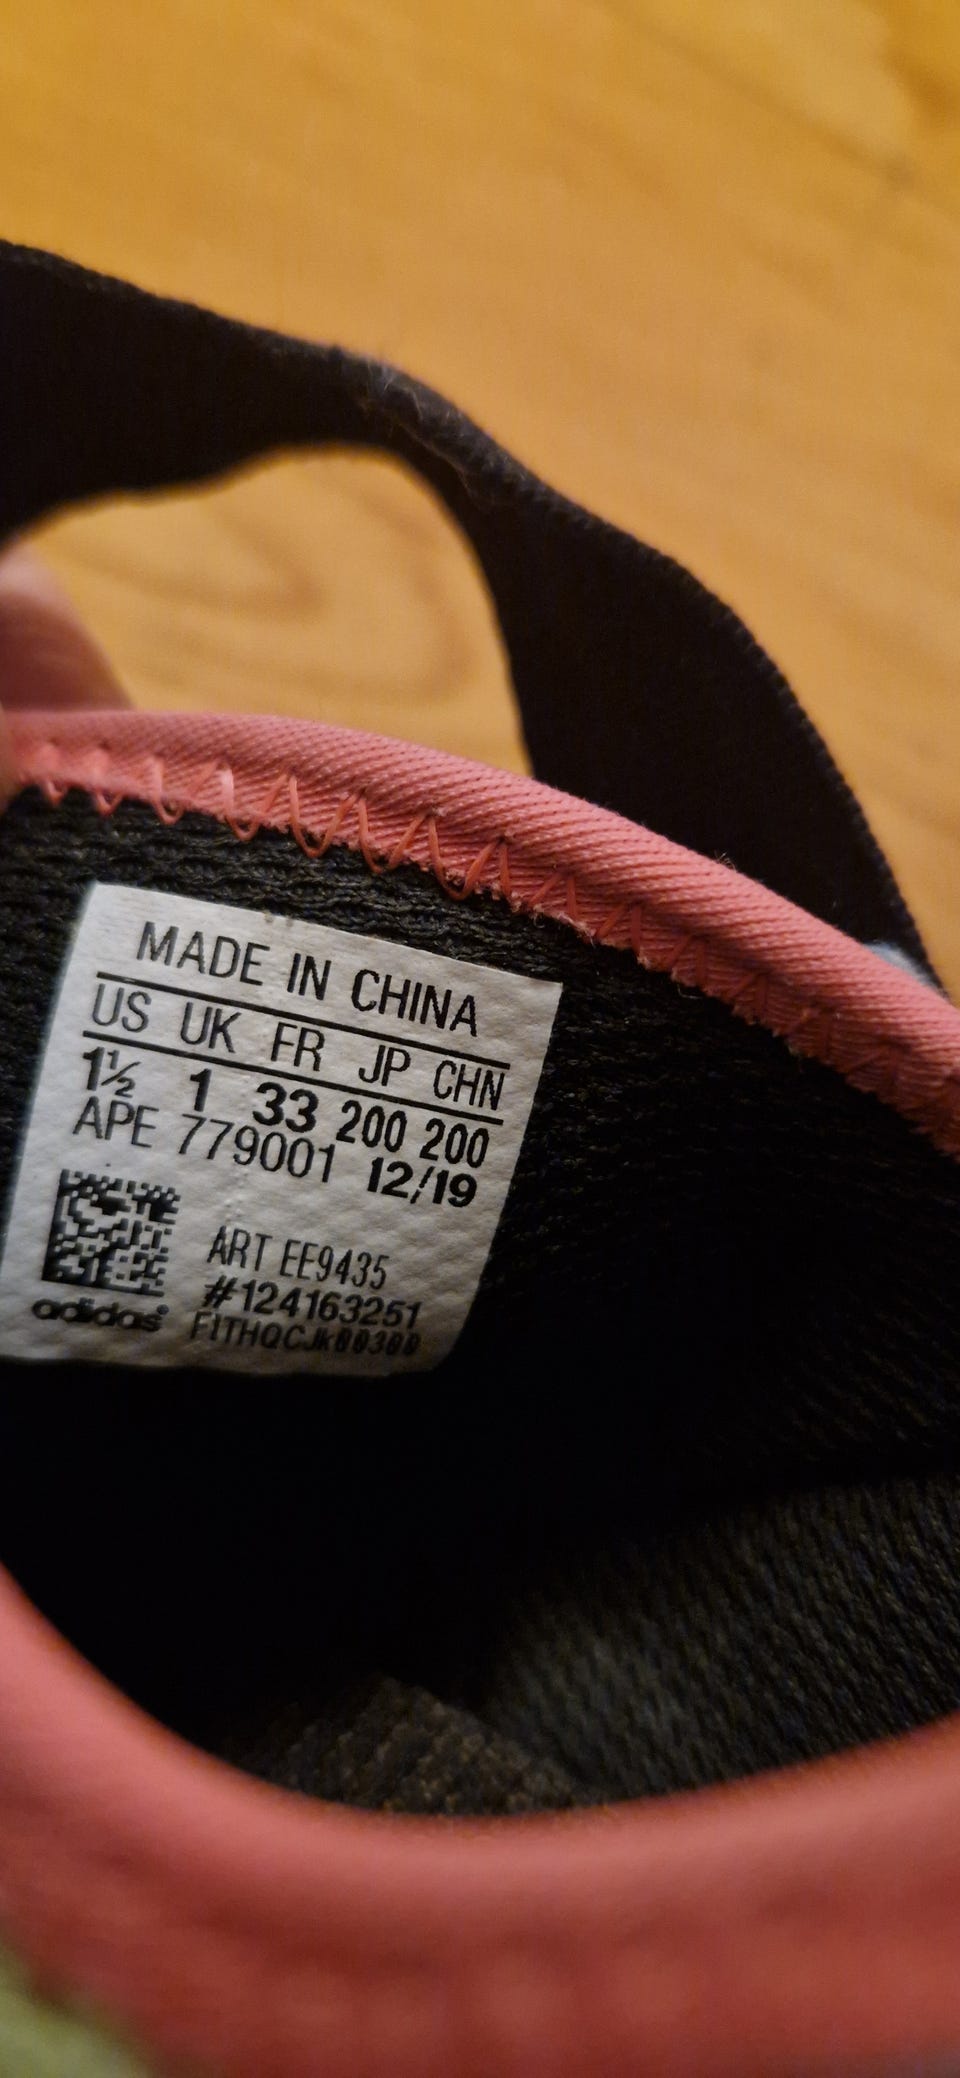 MADE IN CHINA
US UK FR JP CHN
1½ 1 33 200 200
APE 779001 12/19
ART EE9435
#124163251
adidas®